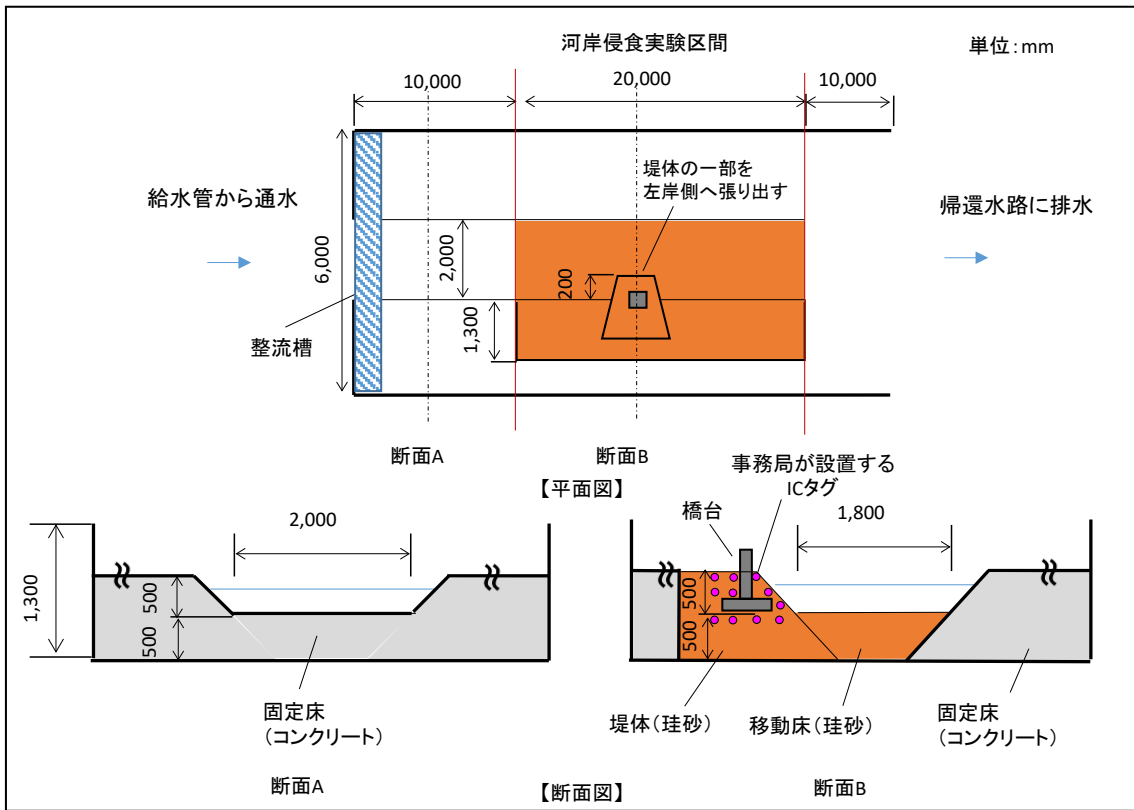 河岸侵食実験区間
単位:mm
10,000
20,000
10,000
堤体の一部を
左岸側へ張り出す
給水管から通水
帰還水路に排水
6,000
2,000
200
1,300
整流槽
断面A
断面B
【平面図】
事務局が設置する
ICタグ
橋台
2,000
1,800
1,300
500
500
500
500
固定床
(コンクリート)
堤体(珪砂)
移動床(珪砂)
固定床
(コンクリート)
断面A
【断面図】
断面B